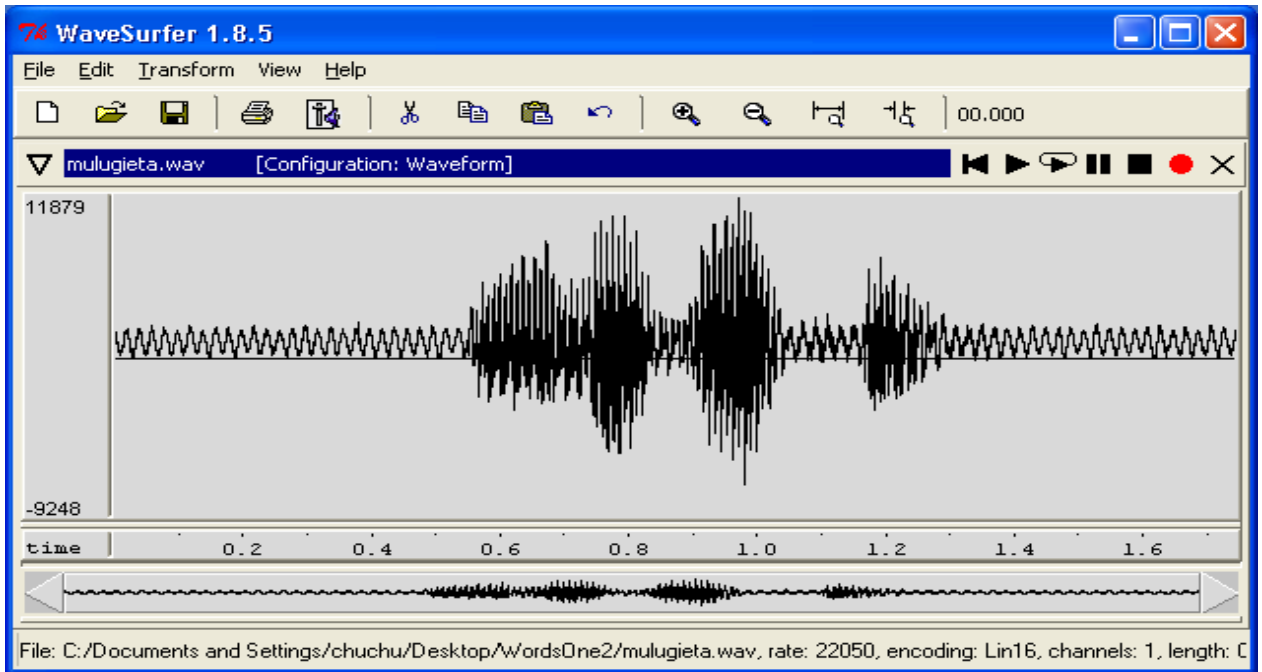 WaveSurfer 1.8.5
File Edit Transform View Help
00.000
mulugieta.wav [Configuration: Waveform]
11879
-9248
time 0.2 0.4 0.6 0.8 1.0 1.2 1.4 1.6
File: C:/Documents and Settings/chuchu/Desktop/WordsOne2/mulugieta.wav, rate: 22050, encoding: Lin16, channels: 1, length: